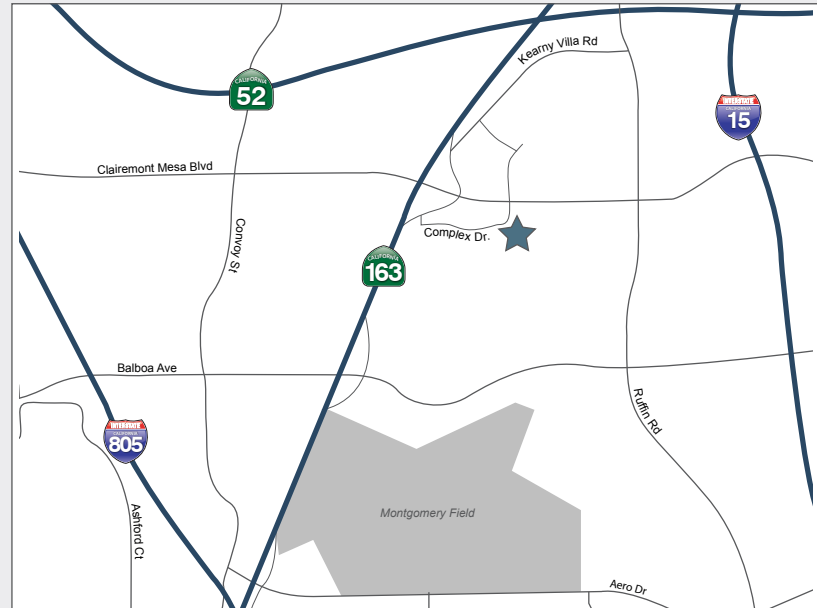 Kearny Villa Rd
CALIFORNIA
52
INTERSTATE
CALIFORNIA
15
Clairemont Mesa Blvd
Convoy St
Complex Dr.
CALIFORNIA
163
Balboa Ave
Ruffin Rd
INTERSTATE
CALIFORNIA
805
Ashford Ct
Montgomery Field
Aero Dr